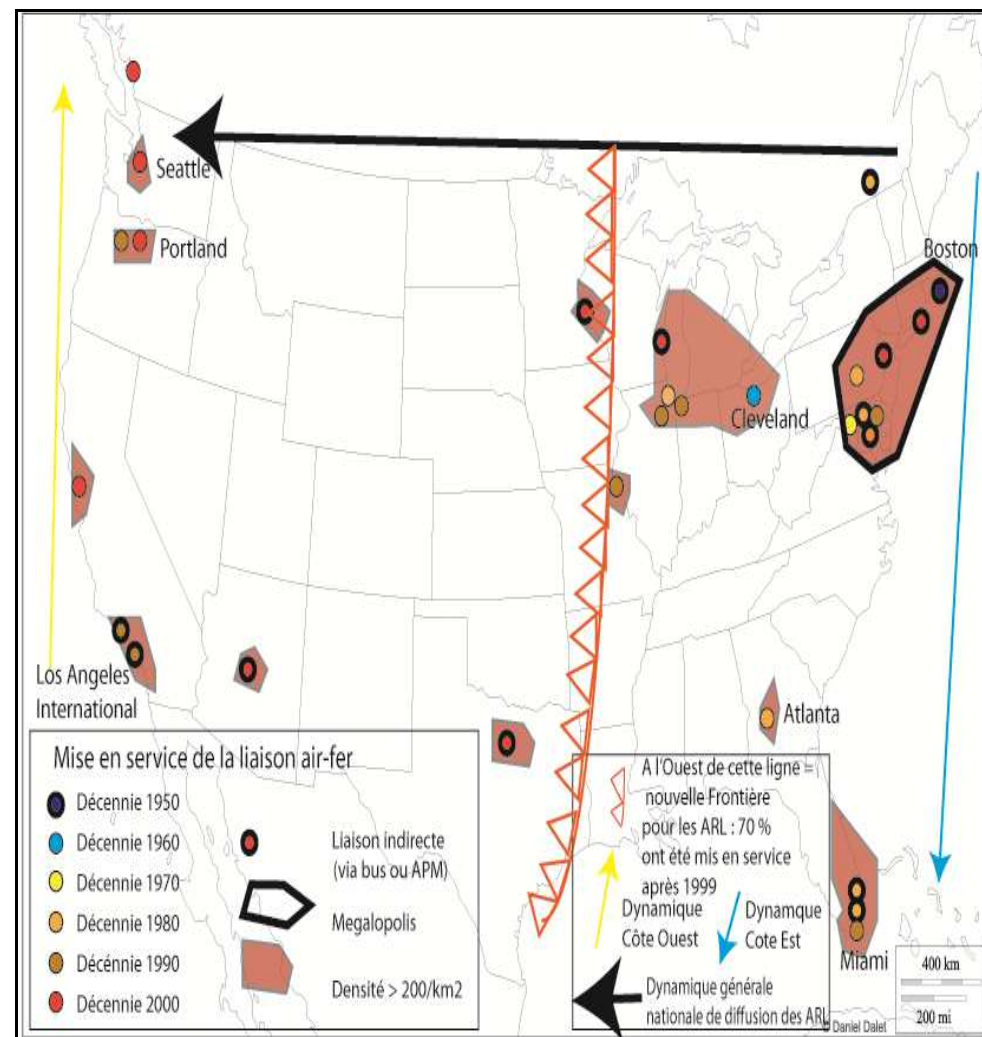 Seattle
Portland
Boston
Cleveland
Los Angeles
International
Atlanta
Miami
Mise en service de la liaison air-fer
Décennie 1950
Décennie 1960
Décennie 1970
Décennie 1980
Décénnie 1990
Décennie 2000
Liaison indirecte
(via bus ou APM)
Megalopolis
Densité > 200/km2
A l'Ouest de cette ligne =
nouvelle Frontière
pour les ARL : 70 %
ont été mis en service
après 1999
Dynamique
Côte Ouest
Dynamque
Cote Est
Dynamique générale
nationale de diffusion des ARL
400 km
200 mi
© Daniel Dalet